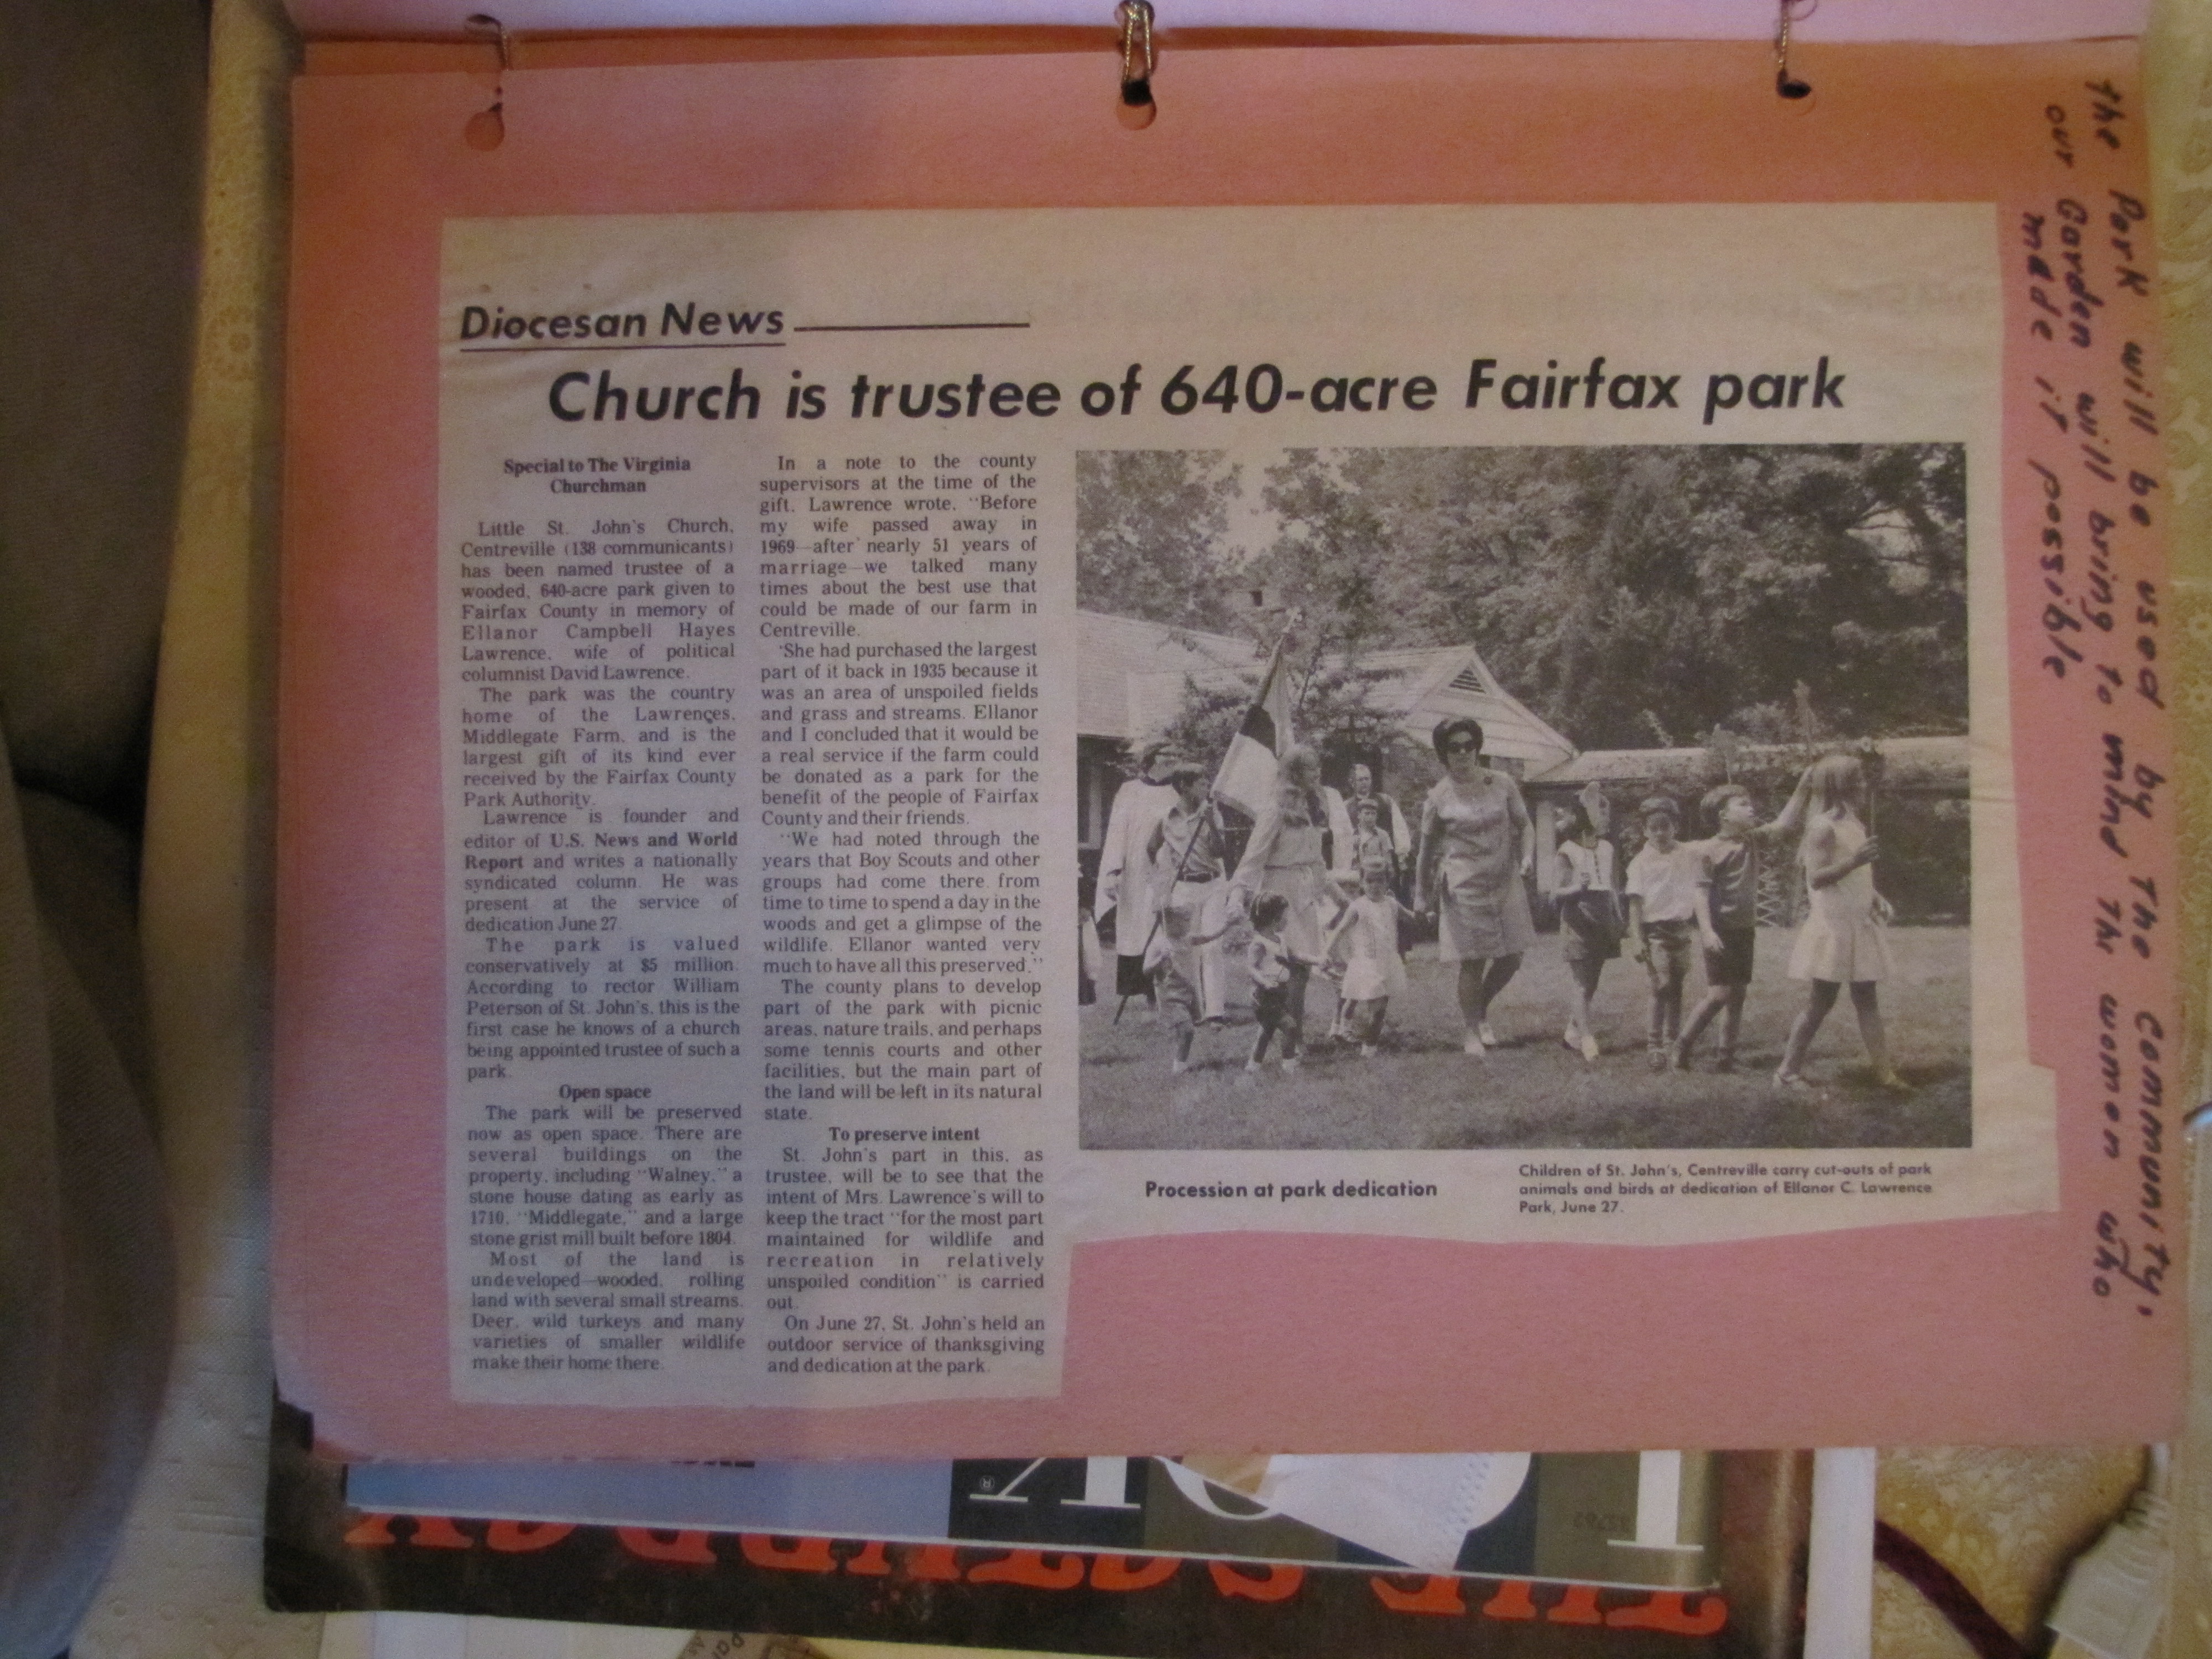 Diocesan News
Church is trustee of 640-acre Fairfax park
Special to The Virginia
Churchman
Little St. John's Church,
Centreville (138 communicants)
has been named trustee of a
wooded, 640-acre park given to
Fairfax County in memory of
Ellanor Campbell Hayes
Lawrence, wife of political
columnist David Lawrence.
The park was the country
home of the Lawrences,
Middlegate Farm, and is the
largest gift of its kind ever
received by the Fairfax County
Park Authority.
Lawrence is founder and
editor of U.S. News and World
Report and writes a nationally
syndicated column. He was
present at the service of
dedication June 27.
The park is valued
conservatively at $5 million.
According to rector William
Peterson of St. John's, this is the
first case he knows of a church
being appointed trustee of such a
park.
Open space
The park will be preserved
now as open space. There are
several buildings on the
property, including "Walney," a
stone house dating as early as
1710, "Middlegate," and a large
stone grist mill built before 1804.
Most of the land is
undeveloped—wooded, rolling
land with several small streams.
Deer, wild turkeys and many
varieties of smaller wildlife
make their home there.
In a note to the county
supervisors at the time of the
gift, Lawrence wrote, "Before
my wife passed away in
1969—after nearly 51 years of
marriage—we talked many
times about the best use that
could be made of our farm in
Centreville.
'She had purchased the largest
part of it back in 1935 because it
was an area of unspoiled fields
and grass and streams. Ellanor
and I concluded that it would be
a real service if the farm could
be donated as a park for the
benefit of the people of Fairfax
County and their friends.
"We had noted through the
years that Boy Scouts and other
groups had come there from
time to time to spend a day in the
woods and get a glimpse of the
wildlife. Ellanor wanted very
much to have all this preserved."
The county plans to develop
part of the park with picnic
areas, nature trails, and perhaps
some tennis courts and other
facilities, but the main part of
the land will be left in its natural
state.
To preserve intent
St. John's part in this, as
trustee, will be to see that the
intent of Mrs. Lawrence's will to
keep the tract "for the most part
maintained for wildlife and
recreation in relatively
unspoiled condition" is carried
out.
On June 27, St. John's held an
outdoor service of thanksgiving
and dedication at the park.
Procession at park dedication
Children of St. John's, Centreville carry cut-outs of park
animals and birds at dedication of Ellanor C. Lawrence
Park, June 27.
the Park will be used by the community,
our Garden will bring to mind the women who
made it possible